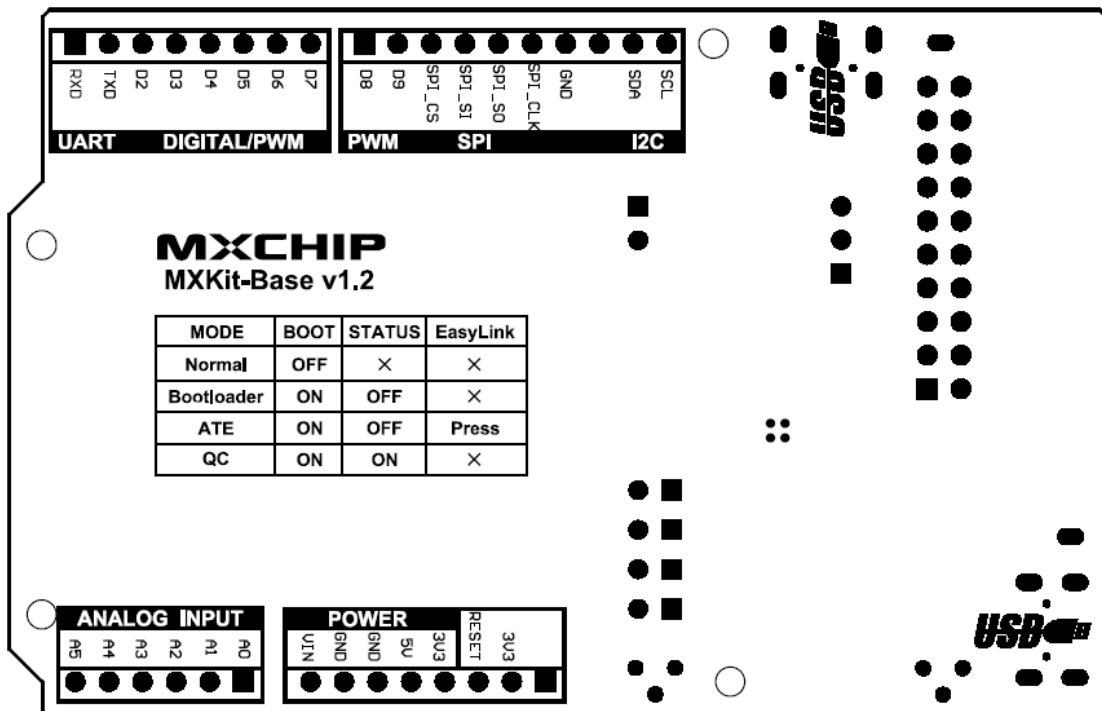 RXD TXD D2 D3 D4 D5 D6 D7
UART DIGITAL/PWM
D8 D9 SPI_CS SPI_SI SPI_SO SPI_CLK GND SDA SCL
PWM SPI I2C
USB
MXCHIP
MXKit-Base v1.2
MODE BOOT STATUS EasyLink
Normal OFF × ×
Bootloader ON OFF ×
ATE ON OFF Press
QC ON ON ×
ANALOG INPUT
A5 A4 A3 A2 A1 A0
POWER
VIN GND GND 5V 3V3 RESET 3V3
USB